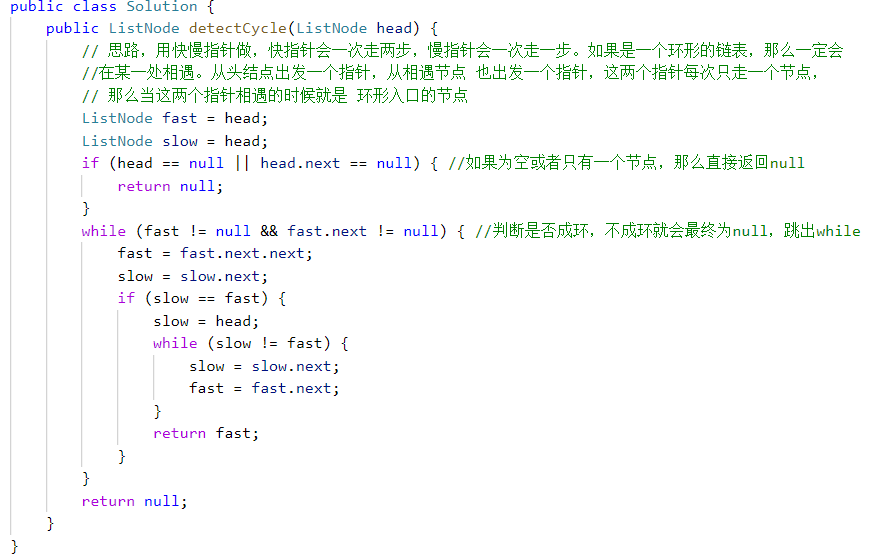 public class Solution {
public ListNode detectCycle(ListNode head) {
// 思路，用快慢指针做，快指针会一次走两步，慢指针会一次走一步。如果是一个环形的链表，那么一定会
//在某一处相遇。从头结点出发一个指针，从相遇节点 也出发一个指针，这两个指针每次只走一个节点，
// 那么当这两个指针相遇的时候就是 环形入口的节点
ListNode fast = head;
ListNode slow = head;
if (head == null || head.next == null) { //如果为空或者只有一个节点，那么直接返回null
return null;
}
while (fast != null && fast.next != null) { //判断是否成环，不成环就会最终为null，跳出while
fast = fast.next.next;
slow = slow.next;
if (slow == fast) {
slow = head;
while (slow != fast) {
slow = slow.next;
fast = fast.next;
}
return fast;
}
}
return null;
}
}